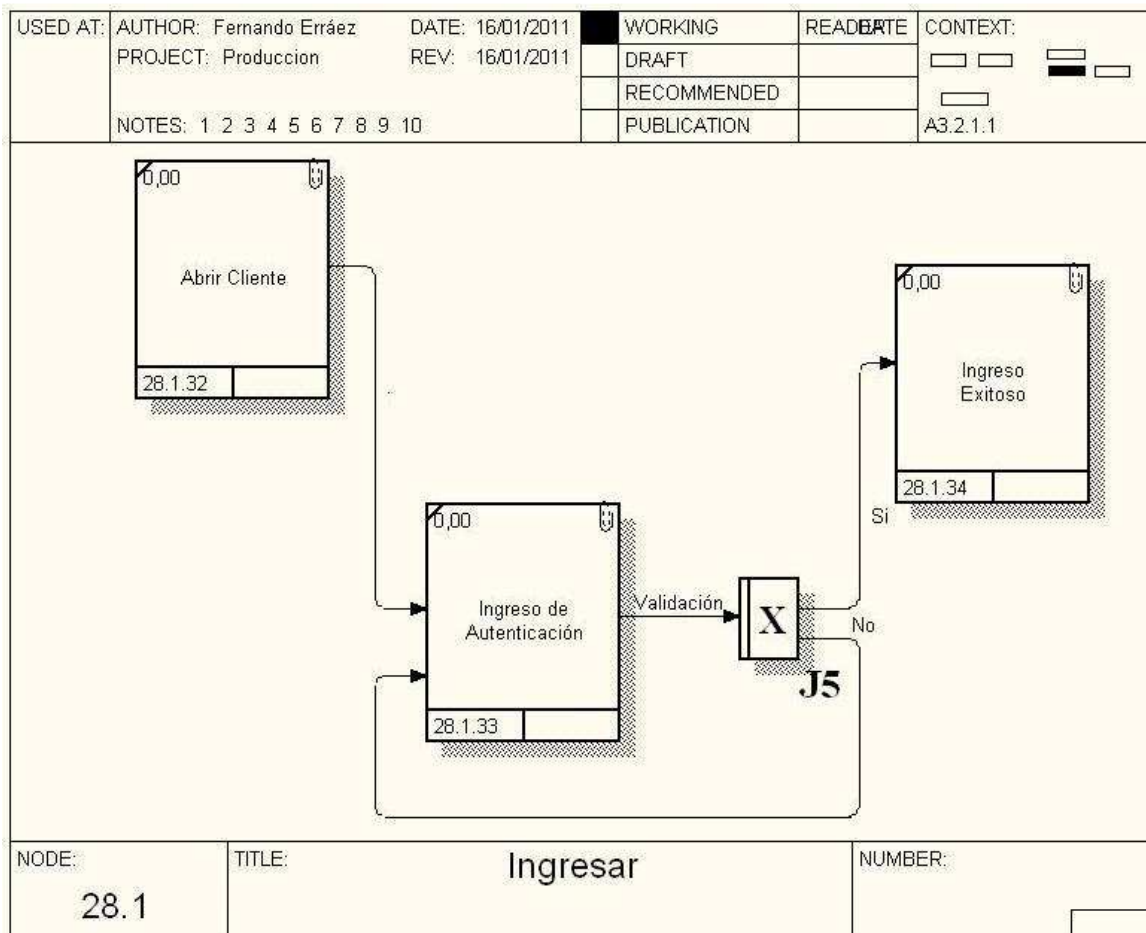 USED AT:
AUTHOR: Fernando Erráez
DATE: 16/01/2011
PROJECT: Produccion
REV: 16/01/2011
NOTES: 1 2 3 4 5 6 7 8 9 10
WORKING
DRAFT
RECOMMENDED
PUBLICATION
READER
DATE
CONTEXT:
A3.2.1.1
0,00
Abrir Cliente
28.1.32
0,00
Ingreso
Exitoso
28.1.34
Si
0,00
Ingreso de
Autenticación
28.1.33
Validación
X
J5
No
NODE:
28.1
TITLE:
Ingresar
NUMBER: